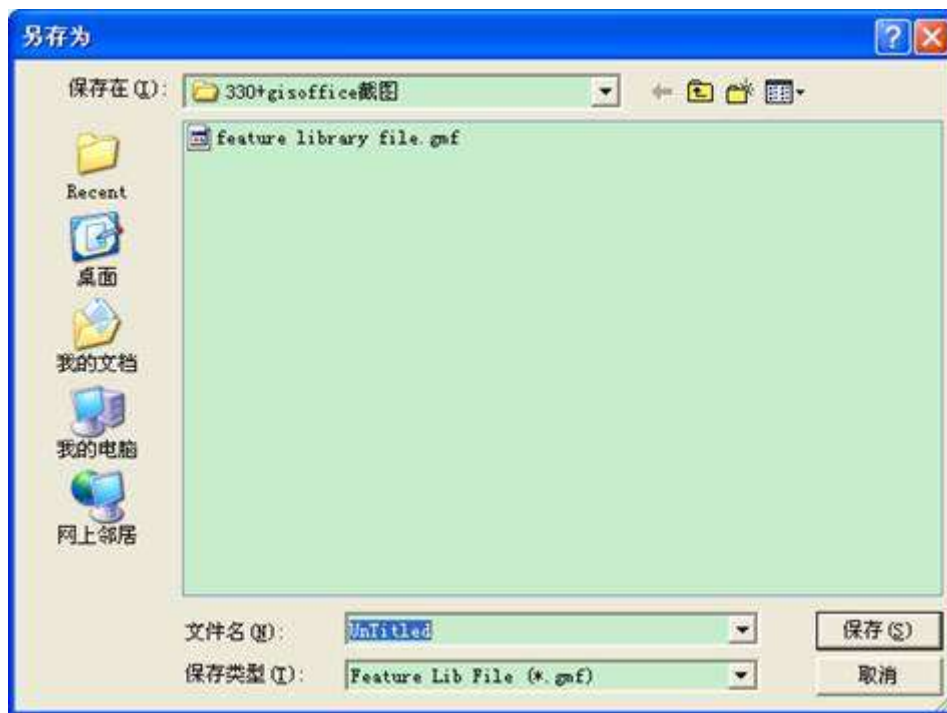 另存为
保存在(I):
330+gisoffice截图
feature library file.gmf
Recent
桌面
我的文档
我的电脑
网上邻居
文件名(N):
UnTitled
保存(S)
保存类型(T):
Feature Lib File (*.gmf)
取消